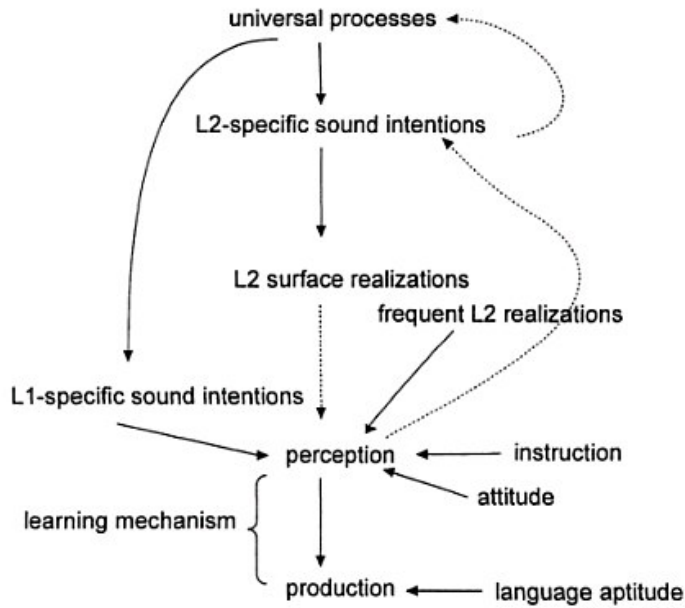 universal processes
L2-specific sound intentions
L2 surface realizations
frequent L2 realizations
L1-specific sound intentions
perception
instruction
attitude
learning mechanism
production
language aptitude